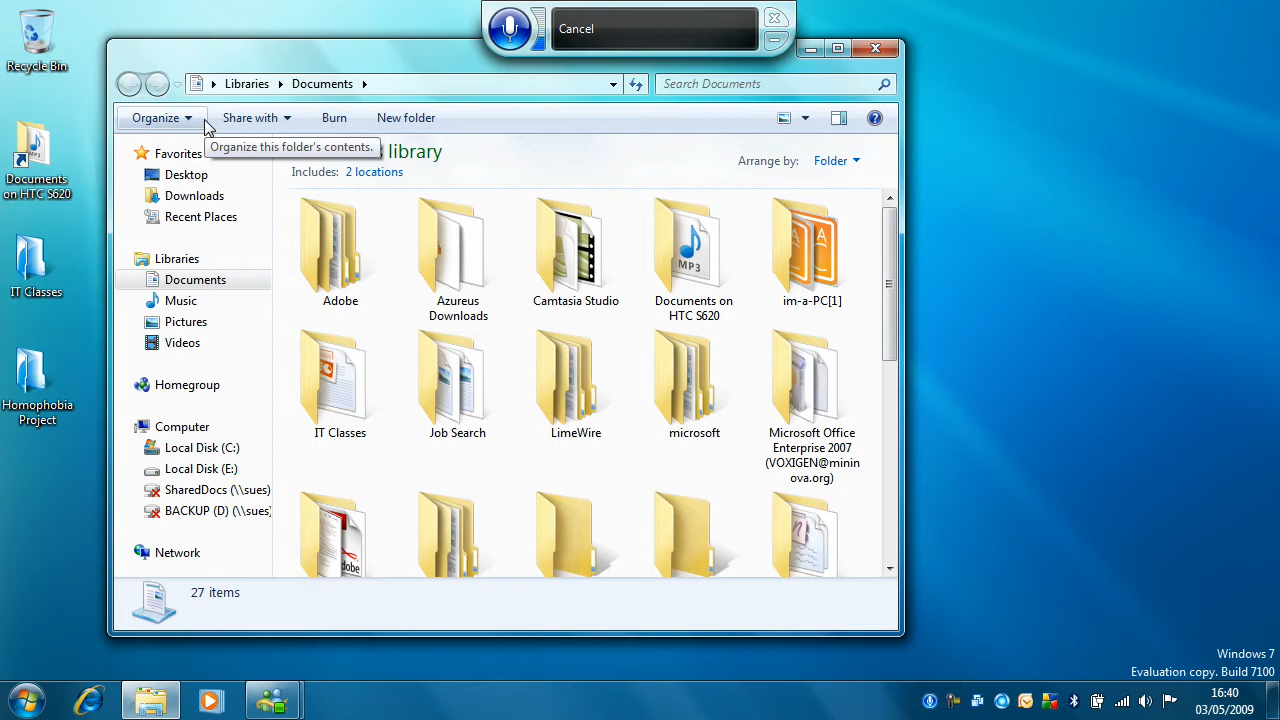 Recycle Bin
Documents
on HTC S620
IT Classes
Homophobia
Project
Cancel
Libraries
Documents
Search Documents
Organize
Share with
Burn
New folder
Organize this folder's contents.
library
Includes: 2 locations
Arrange by: Folder
Favorites
Desktop
Downloads
Recent Places
Libraries
Documents
Music
Pictures
Videos
Homegroup
Computer
Local Disk (C:)
Local Disk (E:)
SharedDocs (\\sues)
BACKUP (D) (\\sues)
Network
Adobe
Azureus
Downloads
Camtasia Studio
MP3
Documents on
HTC S620
im-a-PC[1]
IT Classes
Job Search
LimeWire
microsoft
Microsoft Office
Enterprise 2007
(VOXIGEN@minin
ova.org)
27 items
Windows 7
Evaluation copy. Build 7100
16:40
03/05/2009